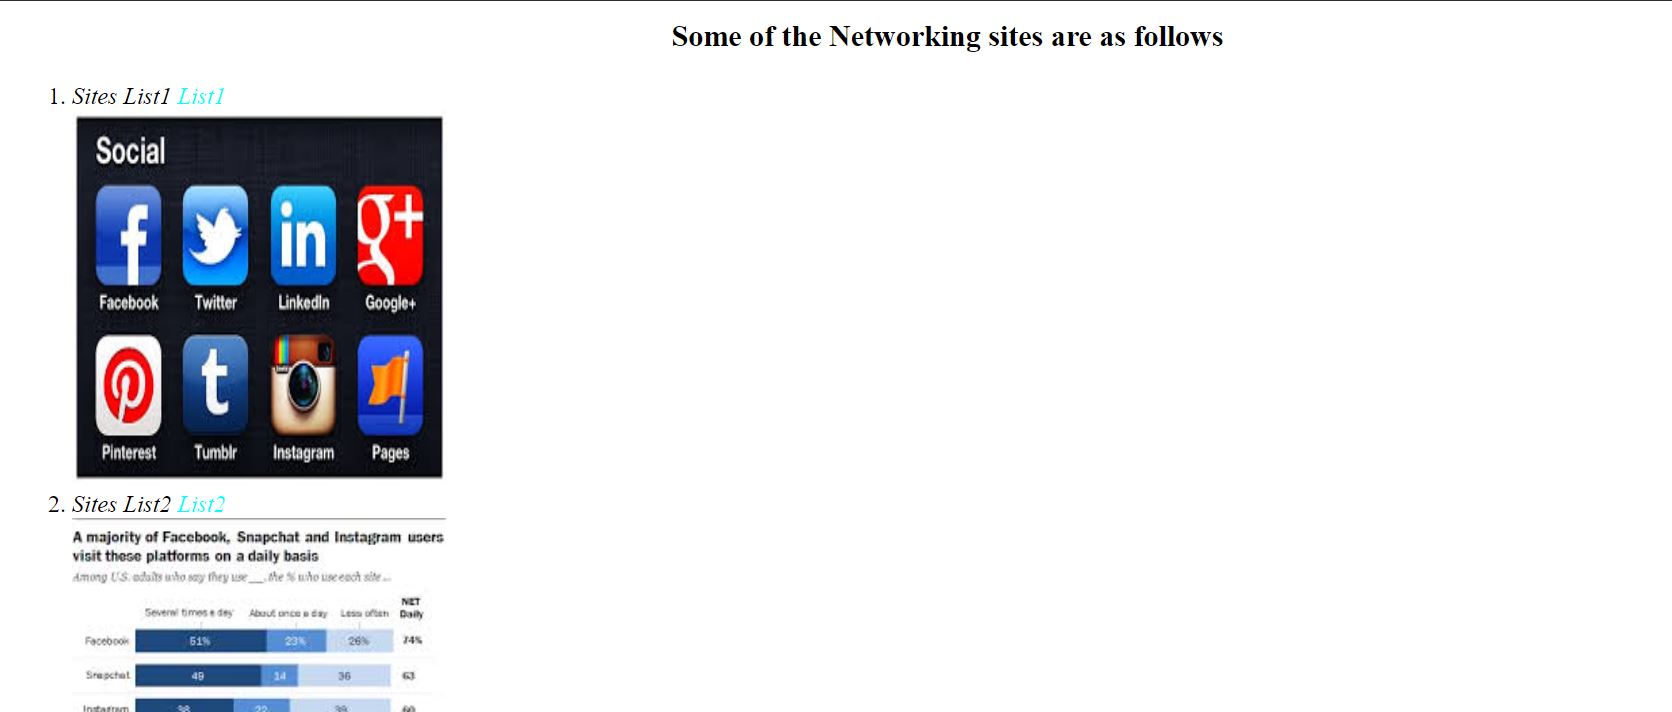 Some of the Networking sites are as follows
1. Sites List1 List1
Social
Facebook Twitter LinkedIn Google+
Pinterest Tumblr Instagram Pages
2. Sites List2 List2
A majority of Facebook, Snapchat and Instagram users
visit these platforms on a daily basis
Among U.S. adults who say they use ___, the % who use each site ...
Several times a day About once a day Less often NET Daily
Facebook 51% 23% 26% 74%
Snapchat 49 14 36 63
Instagram 38 22 39 60